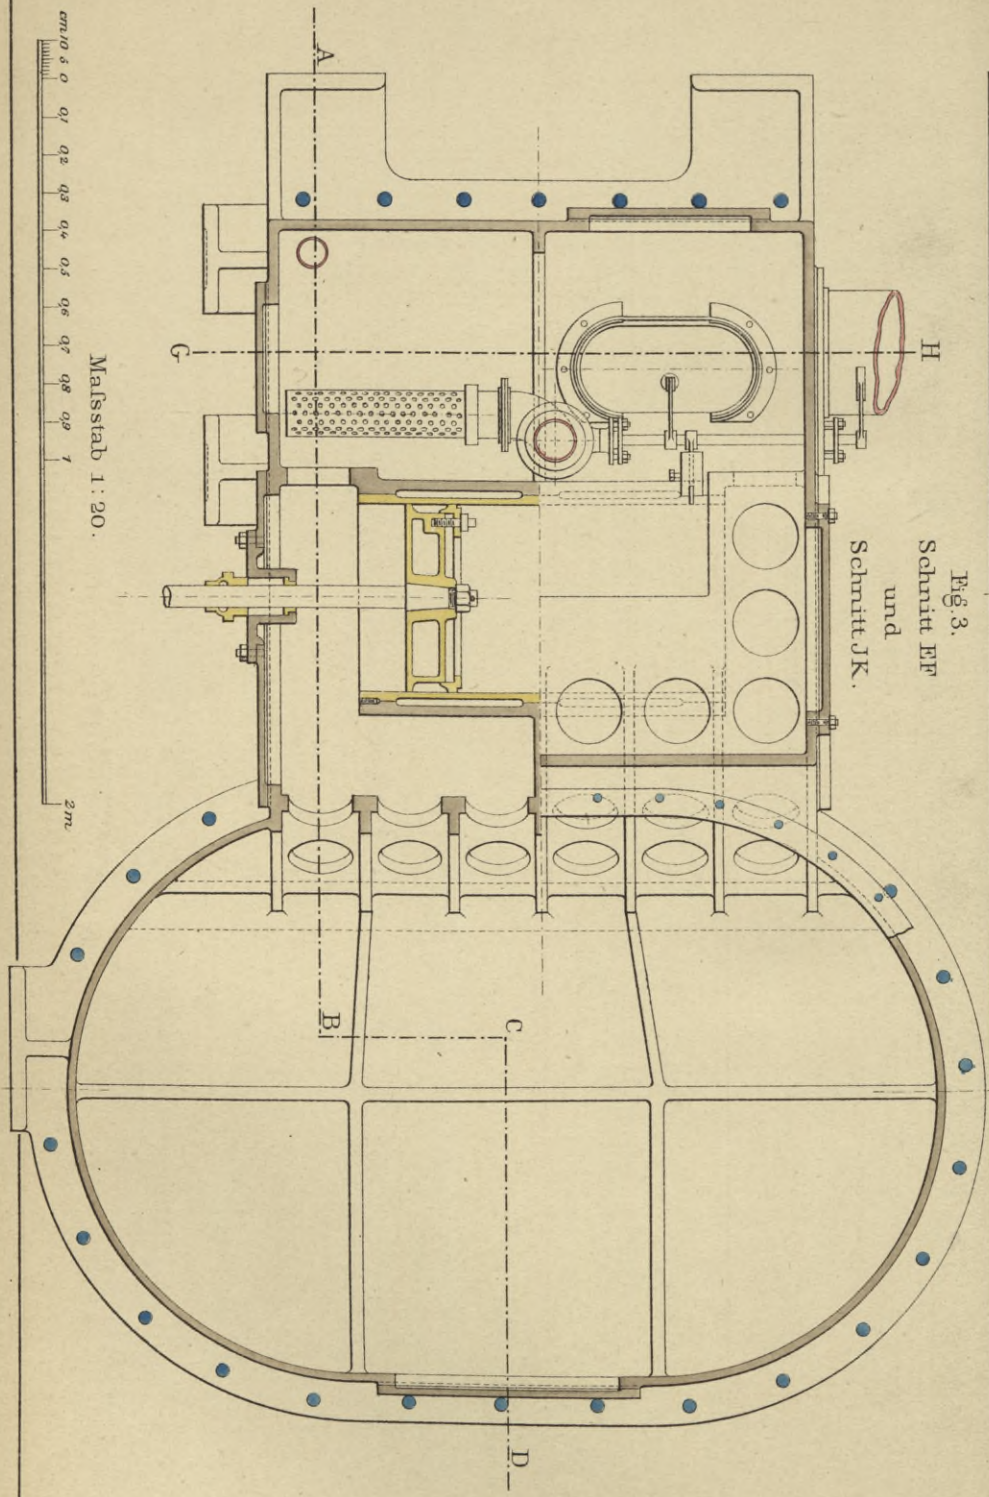 Fig. 3.
Schnitt EF
und
Schnitt JK.
A
H
G
B
C
D
Maſsstab 1:20.
cm 10 5 0 0,1 0,2 0,3 0,4 0,5 0,6 0,7 0,8 0,9 1 2 m